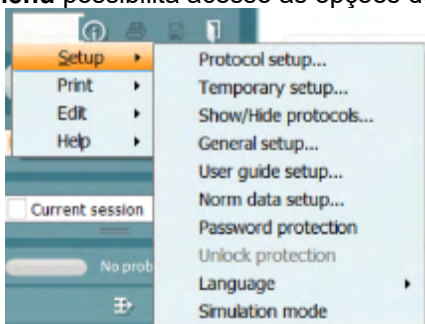 enu possibilita acesso às opções d
Setup
Print
Edit
Help
Protocol setup...
Temporary setup...
Show/Hide protocols...
General setup...
User guide setup...
Norm data setup...
Password protection
Unlock protection
Language
Simulation mode
Current session
No prob